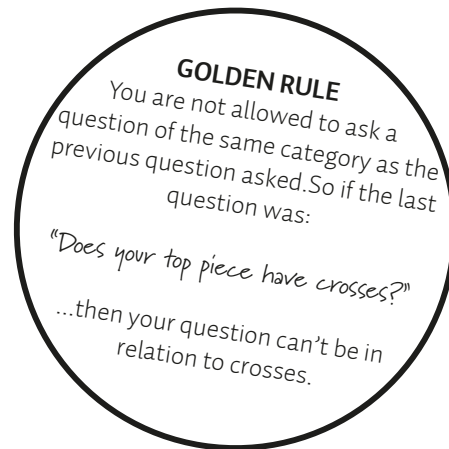 GOLDEN RULE
You are not allowed to ask a
question of the same category as the
previous question asked.So if the last
question was:
“Does your top piece have crosses?”
...then your question can’t be in
relation to crosses.